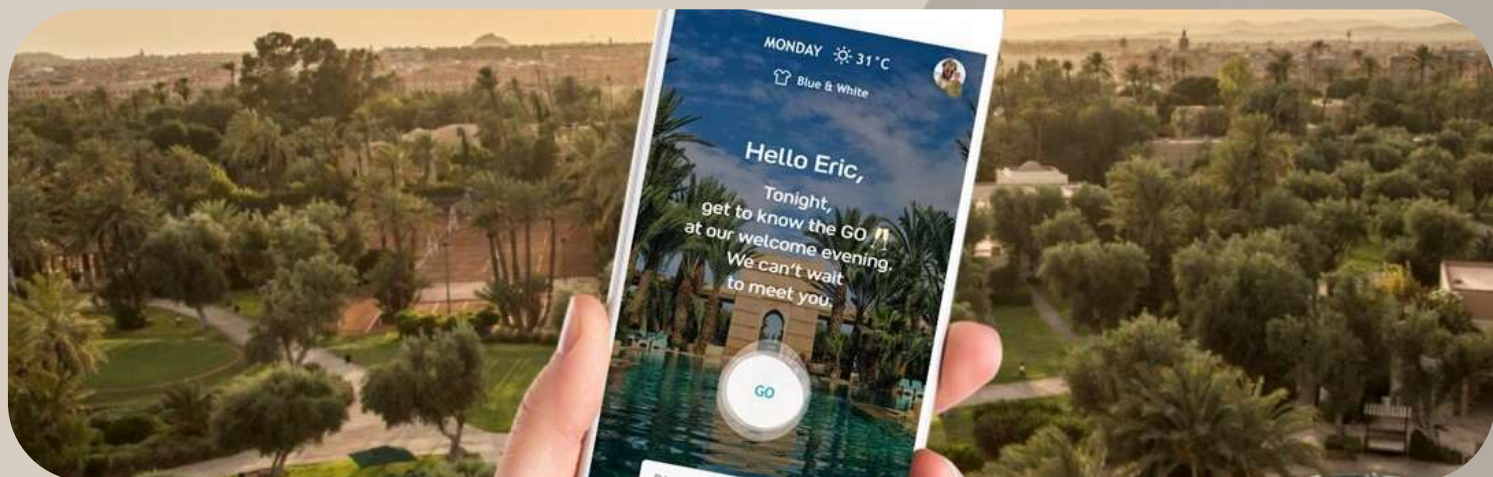 MONDAY 31°C
Blue & White
Hello Eric,
Tonight,
get to know the GO 🥂
at our welcome evening.
We can't wait
to meet you.
GO